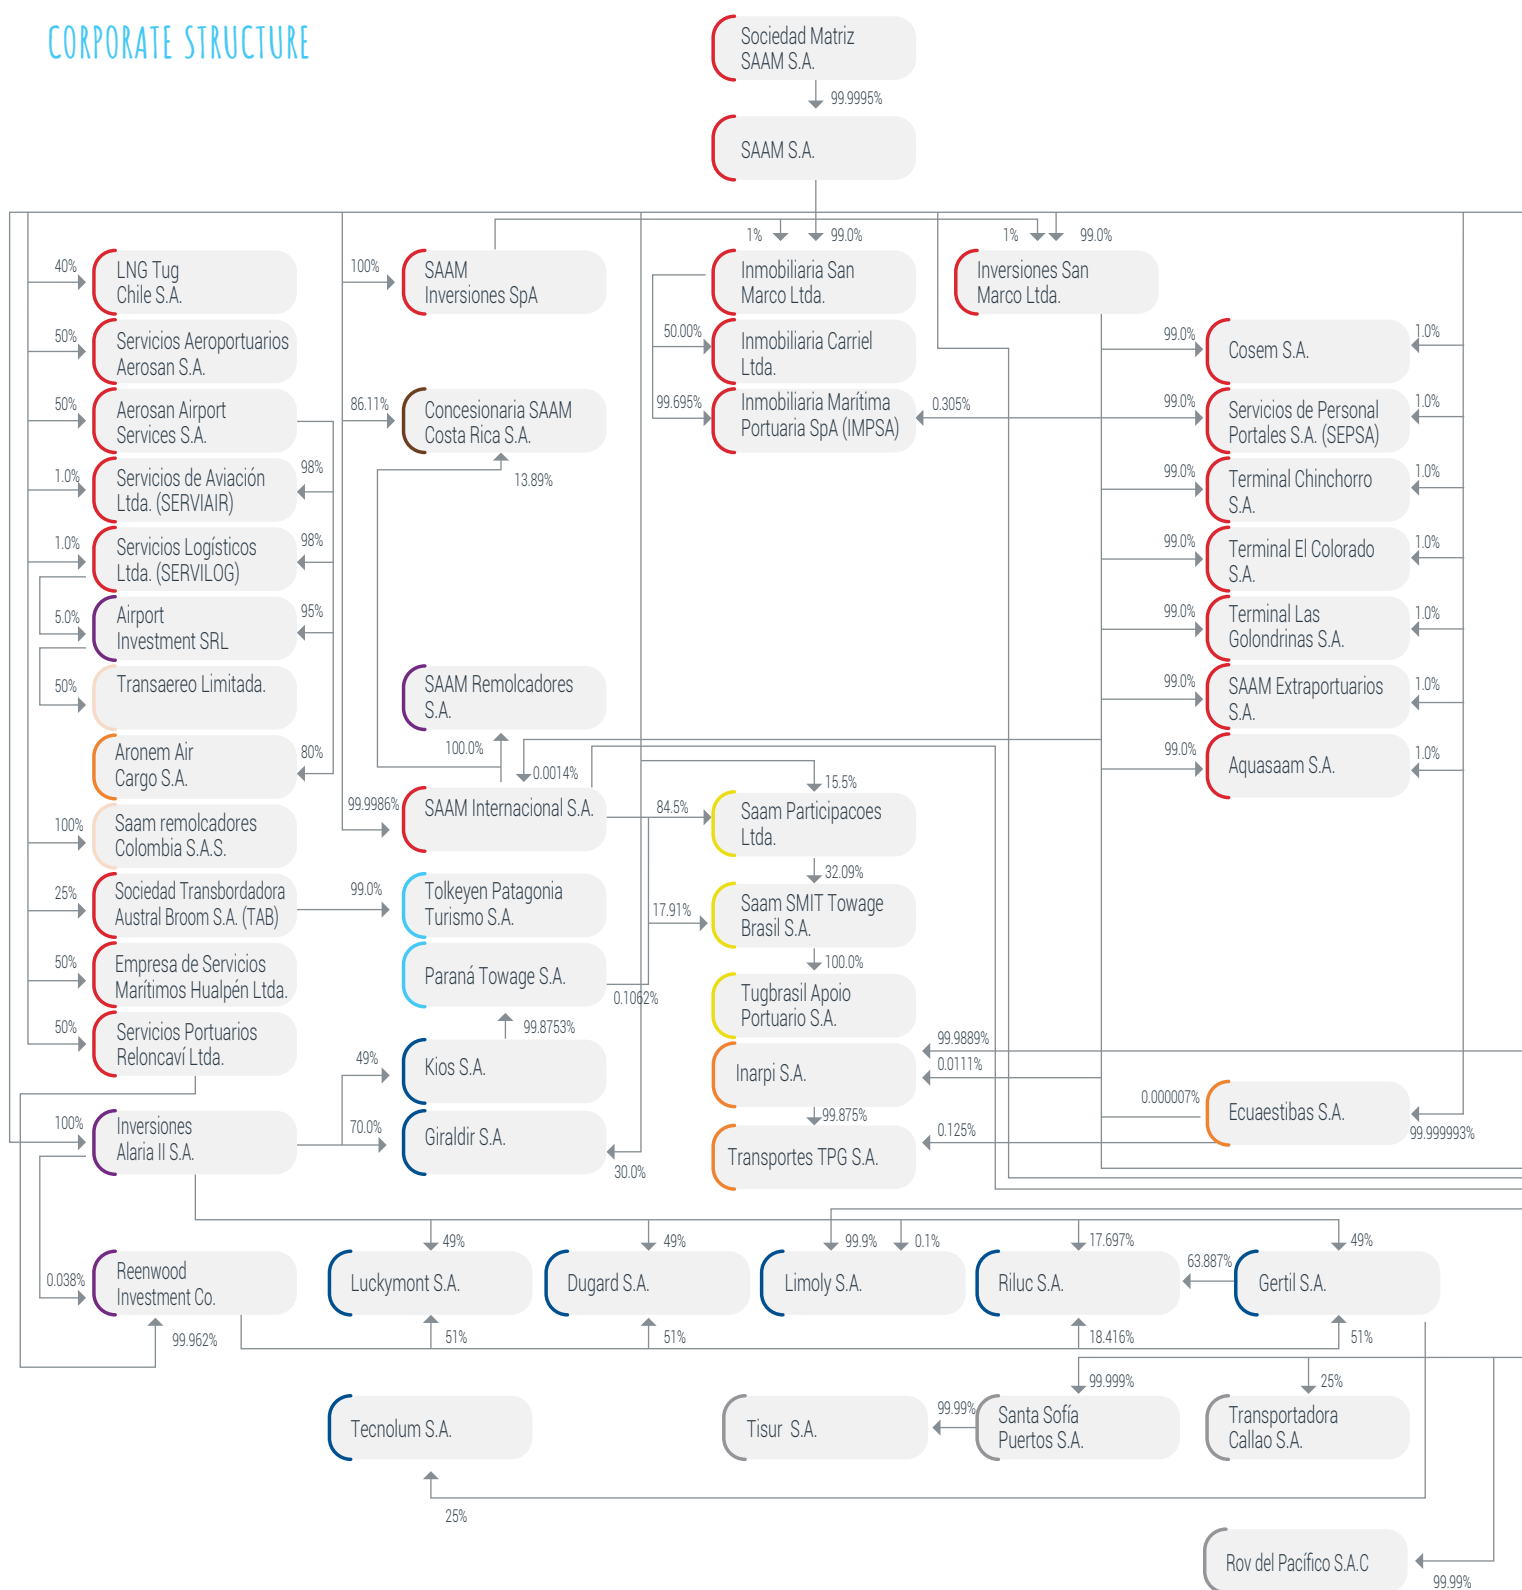 CORPORATE STRUCTURE
Sociedad Matriz
SAAM S.A.
99.9995%
SAAM S.A.
1%
99.0%
1%
99.0%
40%
LNG Tug
Chile S.A.
100%
SAAM
Inversiones SpA
Inmobiliaria San
Marco Ltda.
Inversiones San
Marco Ltda.
50%
Servicios Aeroportuarios
Aerosan S.A.
50.00%
Inmobiliaria Carriel
Ltda.
99.0%
Cosem S.A.
1.0%
50%
Aerosan Airport
Services S.A.
86.11%
Concesionaria SAAM
Costa Rica S.A.
13.89%
99.695%
Inmobiliaria Marítima
Portuaria SpA (IMPSA)
0.305%
99.0%
Servicios de Personal
Portales S.A. (SEPSA)
1.0%
1.0%
Servicios de Aviación
Ltda. (SERVIAIR)
98%
99.0%
Terminal Chinchorro
S.A.
1.0%
1.0%
Servicios Logísticos
Ltda. (SERVILOG)
98%
99.0%
Terminal El Colorado
S.A.
1.0%
5.0%
Airport
Investment SRL
95%
99.0%
Terminal Las
Golondrinas S.A.
1.0%
50%
Transaereo Limitada.
SAAM Remolcadores
S.A.
100.0%
0.0014%
99.0%
SAAM Extraportuarios
S.A.
1.0%
Aronem Air
Cargo S.A.
80%
99.0%
Aquasaam S.A.
1.0%
15.5%
99.9986%
SAAM Internacional S.A.
84.5%
Saam Participacoes
Ltda.
100%
Saam remolcadores
Colombia S.A.S.
32.09%
25%
Sociedad Transbordadora
Austral Broom S.A. (TAB)
99.0%
Tolkeyen Patagonia
Turismo S.A.
17.91%
Saam SMIT Towage
Brasil S.A.
100.0%
50%
Empresa de Servicios
Marítimos Hualpén Ltda.
Paraná Towage S.A.
0.1062%
99.8753%
Tugbrasil Apoio
Portuario S.A.
50%
Servicios Portuarios
Reloncaví Ltda.
49%
Kios S.A.
Inarpi S.A.
99.9889%
0.0111%
99.875%
100%
Inversiones
Alaria II S.A.
70.0%
Giraldir S.A.
30.0%
Transportes TPG S.A.
0.125%
0.000007%
Ecuaestibas S.A.
99.999993%
49%
49%
99.9%
0.1%
17.697%
49%
0.038%
Reenwood
Investment Co.
99.962%
Luckymont S.A.
51%
Dugard S.A.
51%
Limoly S.A.
Riluc S.A.
18.416%
63.887%
Gertil S.A.
51%
99.999%
25%
Tecnolum S.A.
25%
Tisur S.A.
99.99%
Santa Sofía
Puertos S.A.
Transportadora
Callao S.A.
Rov del Pacífico S.A.C
99.99%